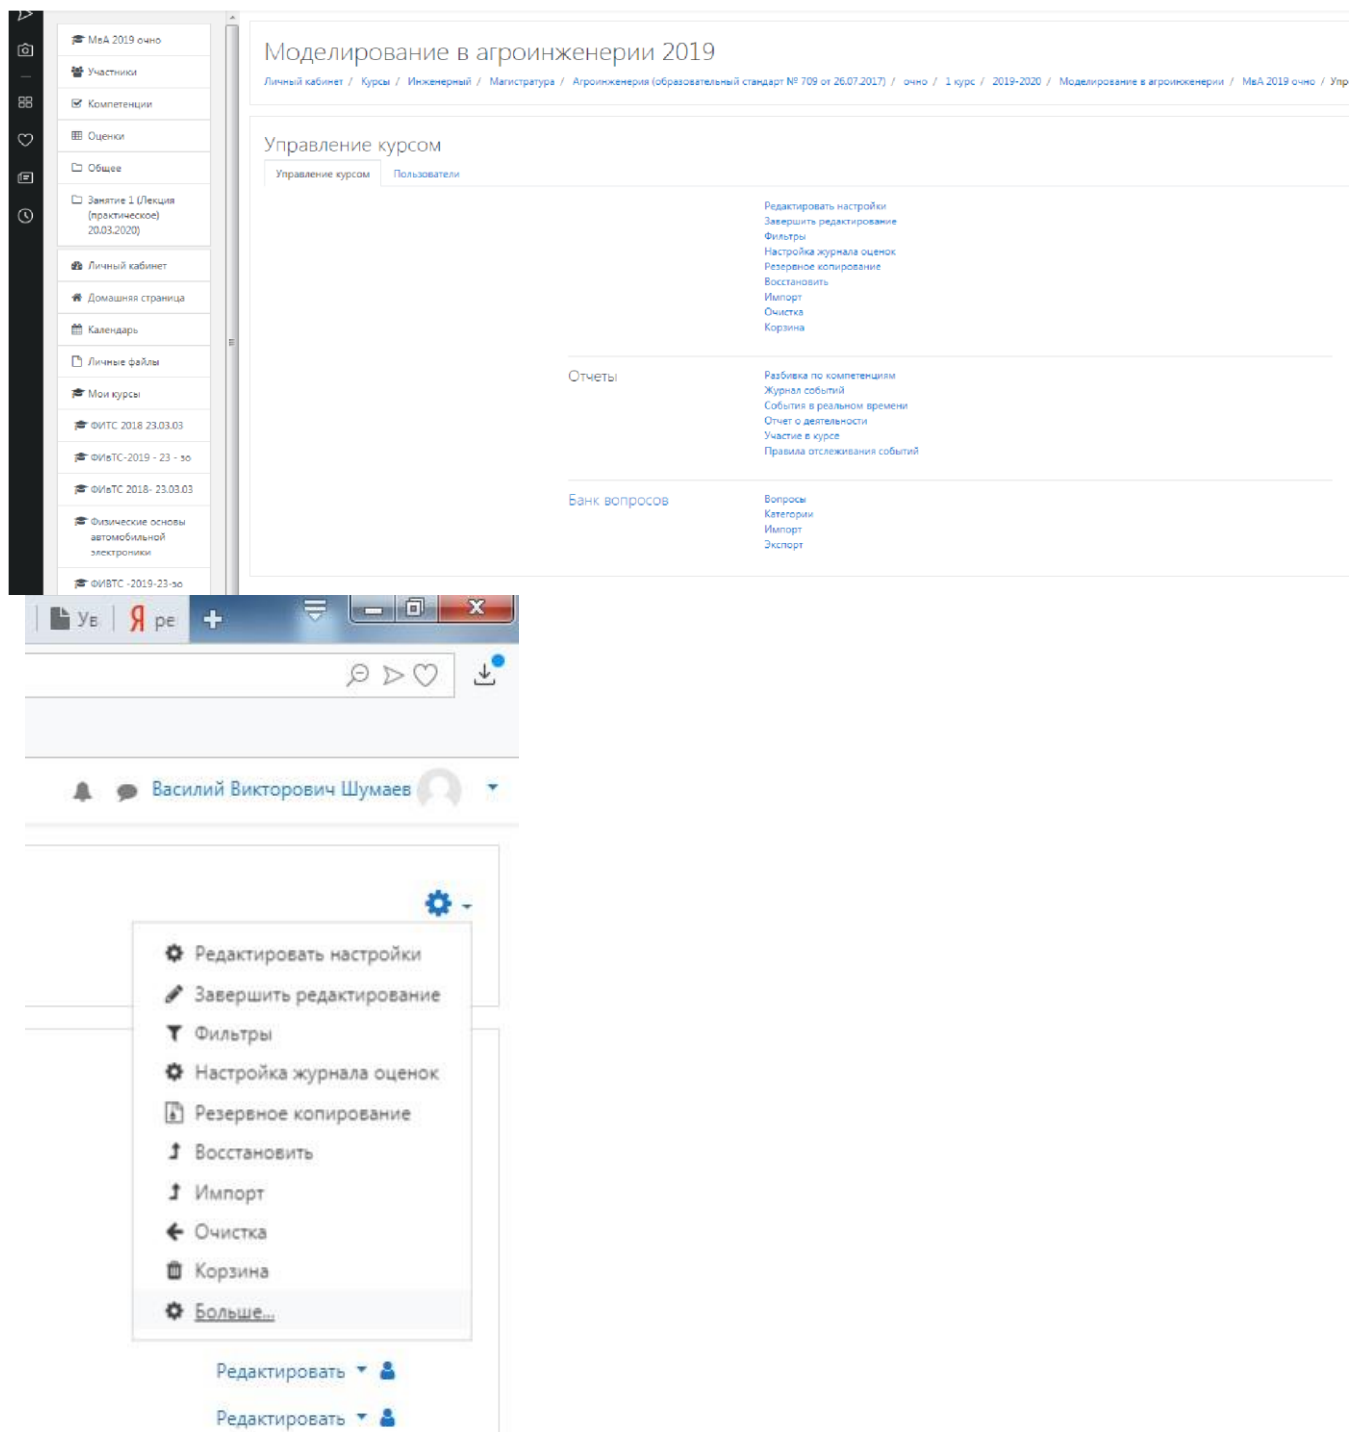 МвА 2019 очно
Участники
Компетенции
Оценки
Общее
Занятие 1 (Лекция
(практическое)
20.03.2020)
Личный кабинет
Домашняя страница
Календарь
Личные файлы
Мои курсы
ФИТС 2018 23.03.03
ФИвТС-2019 - 23 - зо
ФИвТС 2018- 23.03.03
Физические основы
автомобильной
электроники
ФИВТС -2019-23-зо
Моделирование в агроинженерии 2019
Личный кабинет / Курсы / Инженерный / Магистратура / Агроинженерия (образовательный стандарт № 709 от 26.07.2017) / очно / 1 курс / 2019-2020 / Моделирование в агроинженерии / МвА 2019 очно / Упр
Управление курсом
Управление курсом Пользователи
Редактировать настройки
Завершить редактирование
Фильтры
Настройка журнала оценок
Резервное копирование
Восстановить
Импорт
Очистка
Корзина
Отчеты
Разбивка по компетенциям
Журнал событий
События в реальном времени
Отчет о деятельности
Участие в курсе
Правила отслеживания событий
Банк вопросов
Вопросы
Категории
Импорт
Экспорт
Ув Я ре
Василий Викторович Шумаев
Редактировать настройки
Завершить редактирование
Фильтры
Настройка журнала оценок
Резервное копирование
Восстановить
Импорт
Очистка
Корзина
Больше...
Редактировать
Редактировать